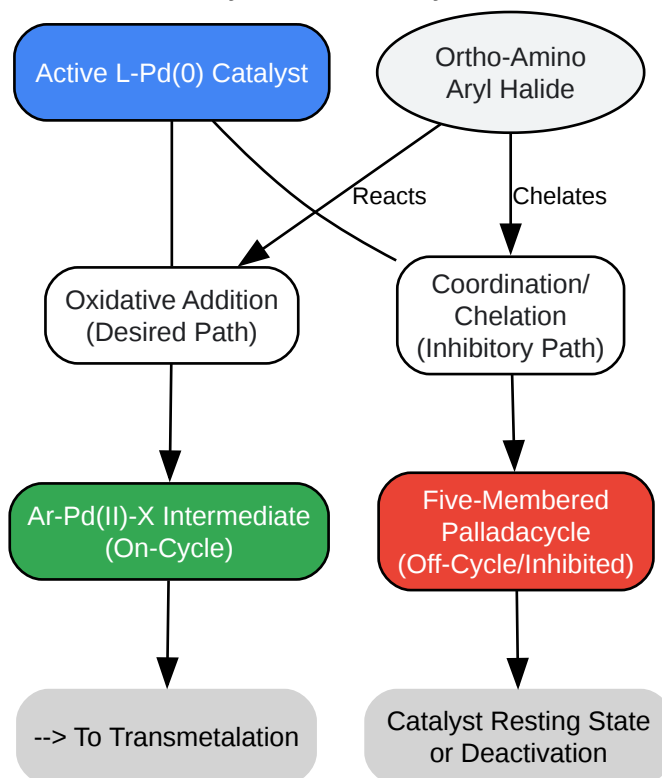 Active L-Pd(0) Catalyst
Ortho-Amino
Aryl Halide
Reacts
Chelates
Oxidative Addition
(Desired Path)
Coordination/
Chelation
(Inhibitory Path)
Ar-Pd(II)-X Intermediate
(On-Cycle)
Five-Membered
Palladacycle
(Off-Cycle/Inhibited)
--> To Transmetalation
Catalyst Resting State
or Deactivation